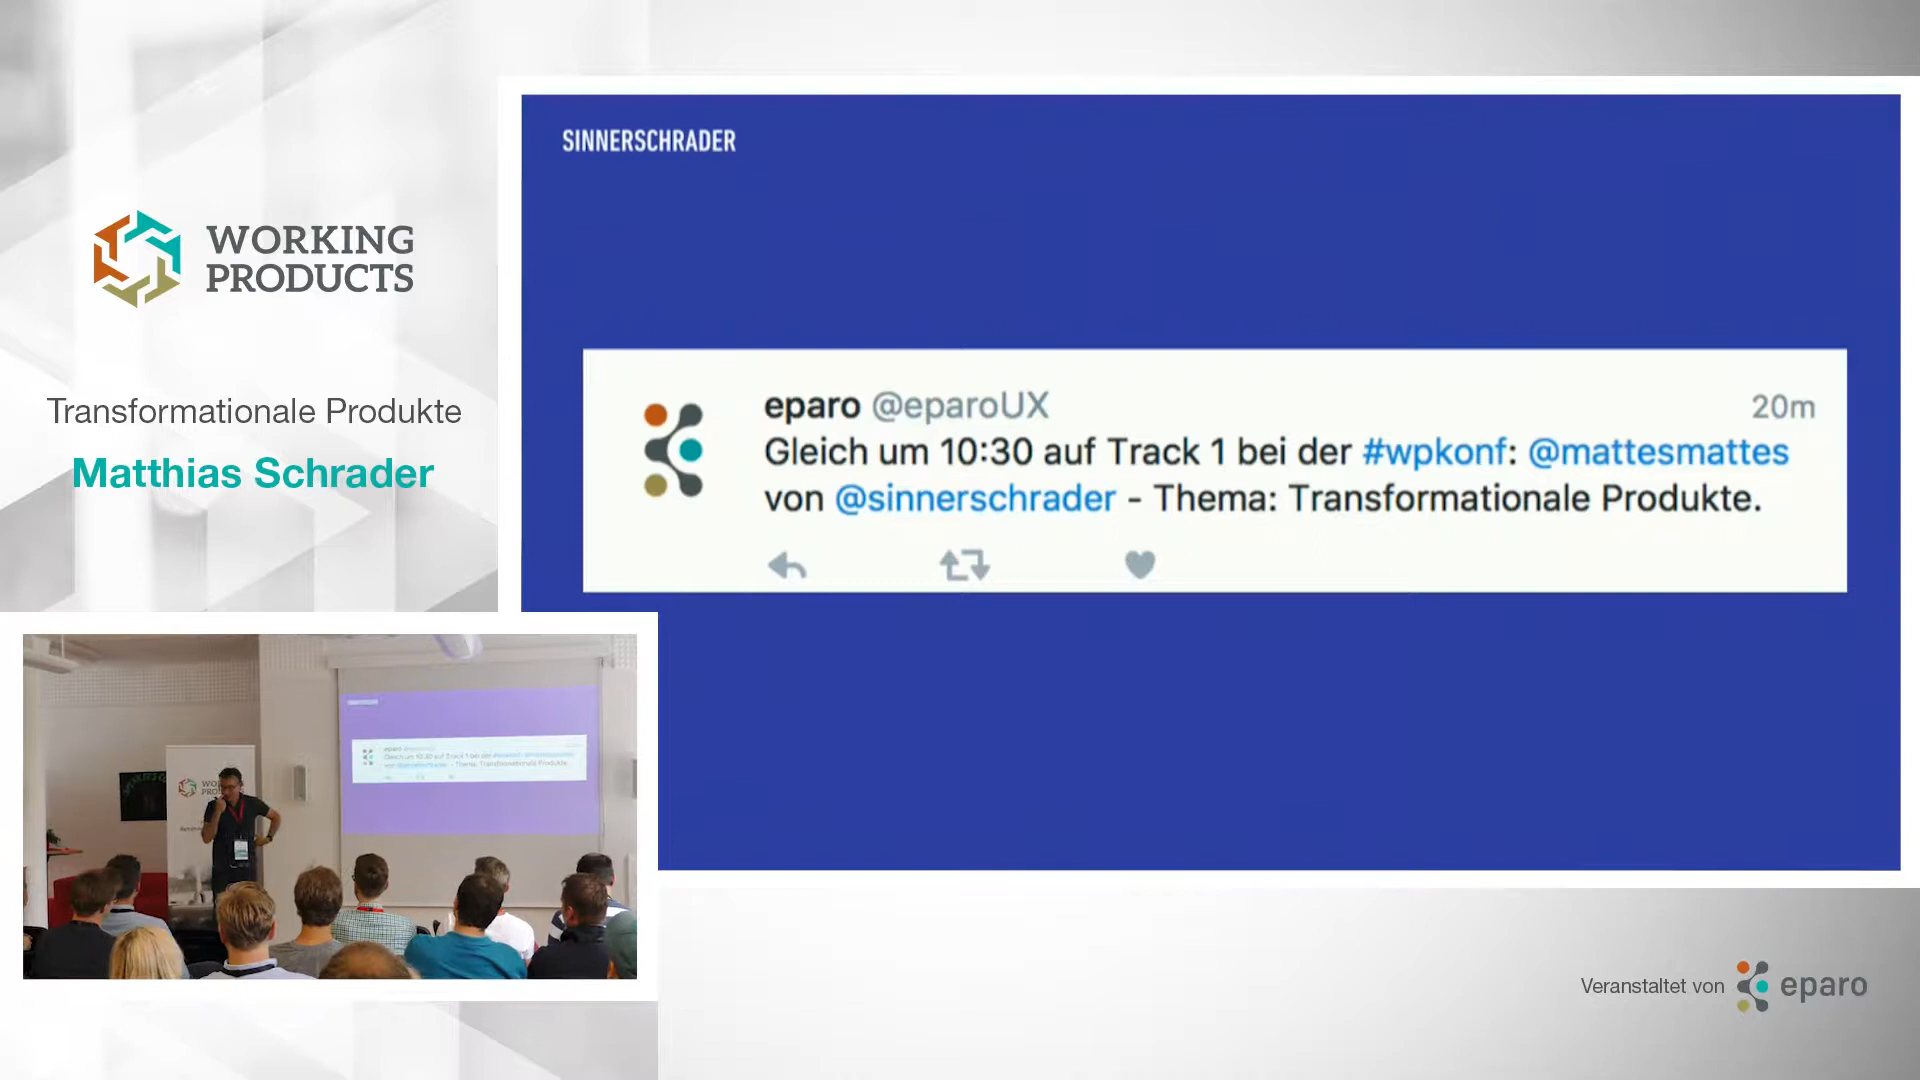 WORKING
PRODUCTS
Transformationale Produkte
Matthias Schrader
SINNERSCHRADER
eparo @eparoUX 20m
Gleich um 10:30 auf Track 1 bei der #wpkonf: @mattesmattes
von @sinnerschrader - Thema: Transformationale Produkte.
Veranstaltet von eparo